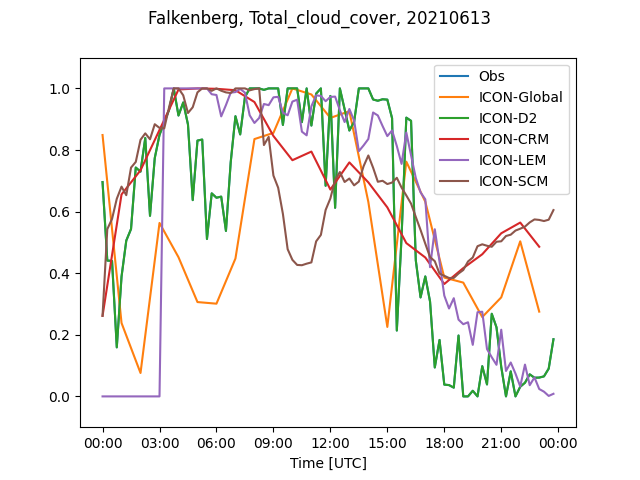 Falkenberg, Total_cloud_cover, 20210613
1.0
0.8
0.6
0.4
0.2
0.0
Obs
ICON-Global
ICON-D2
ICON-CRM
ICON-LEM
ICON-SCM
00:00 03:00 06:00 09:00 12:00 15:00 18:00 21:00 00:00
Time [UTC]